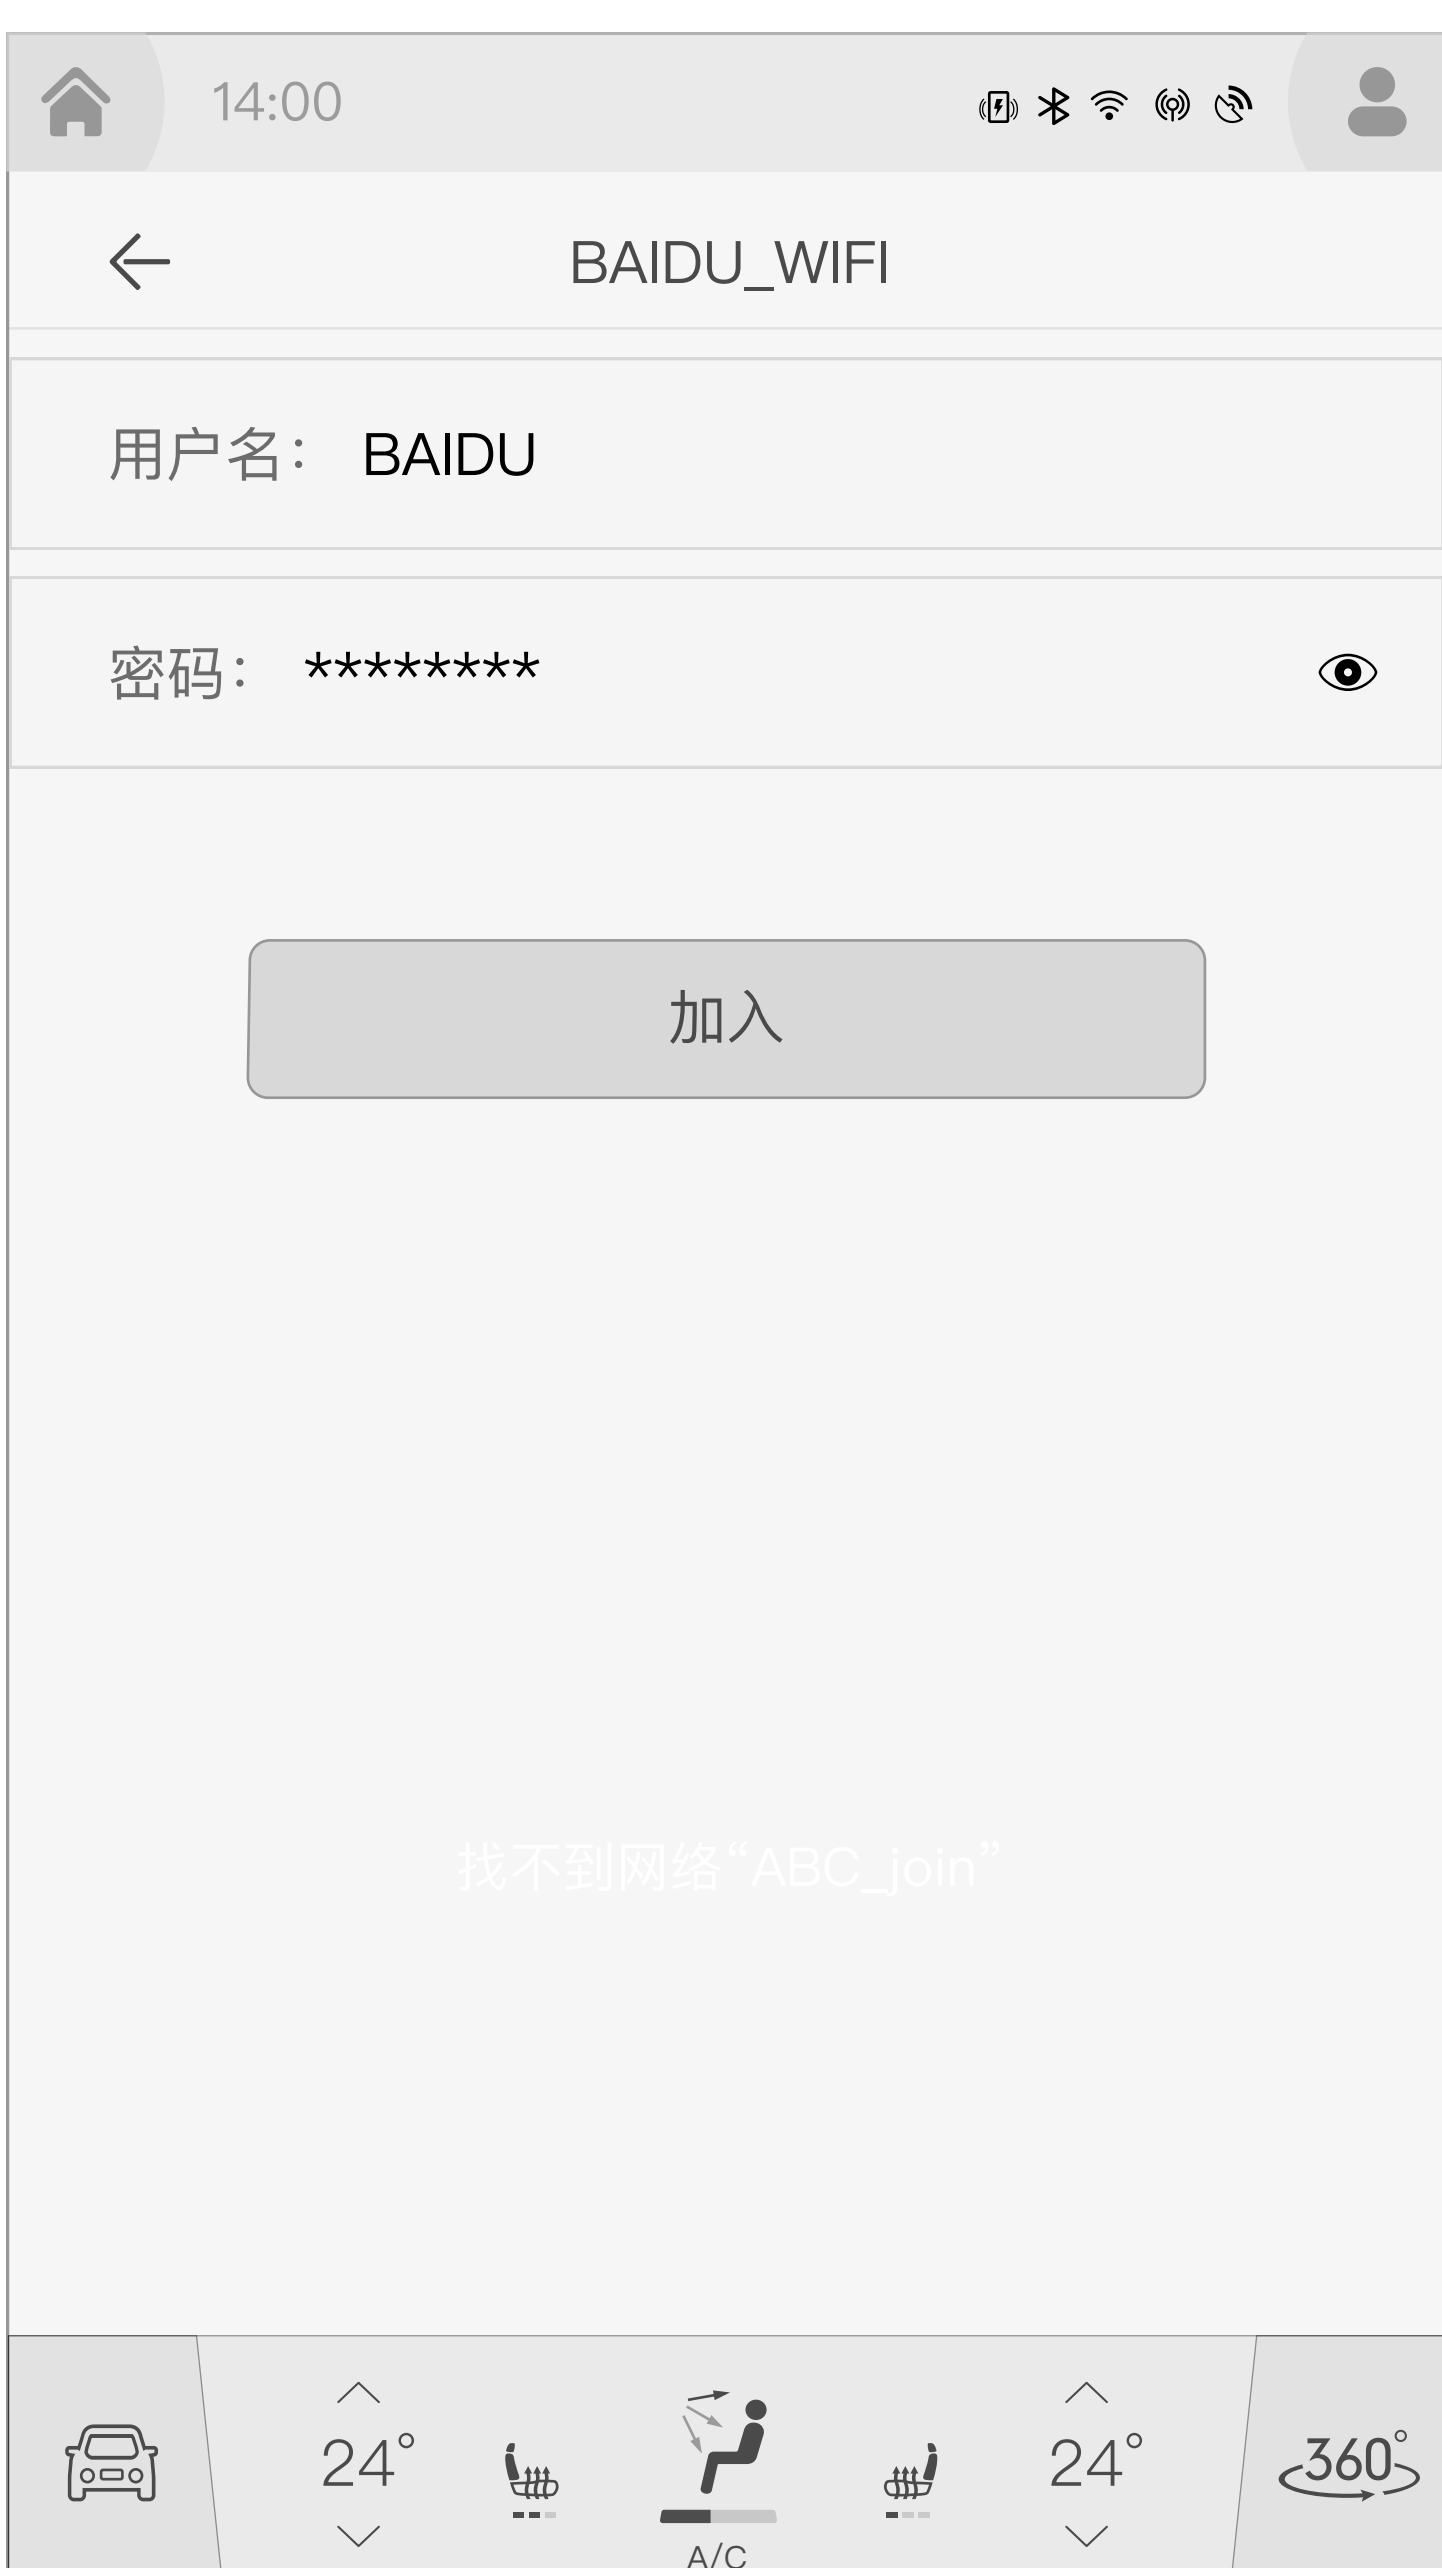 14:00
BAIDU_WIFI
用户名： BAIDU
密码： ********
加入
找不到网络“ABC_join”
24° 24° 360°
A/C